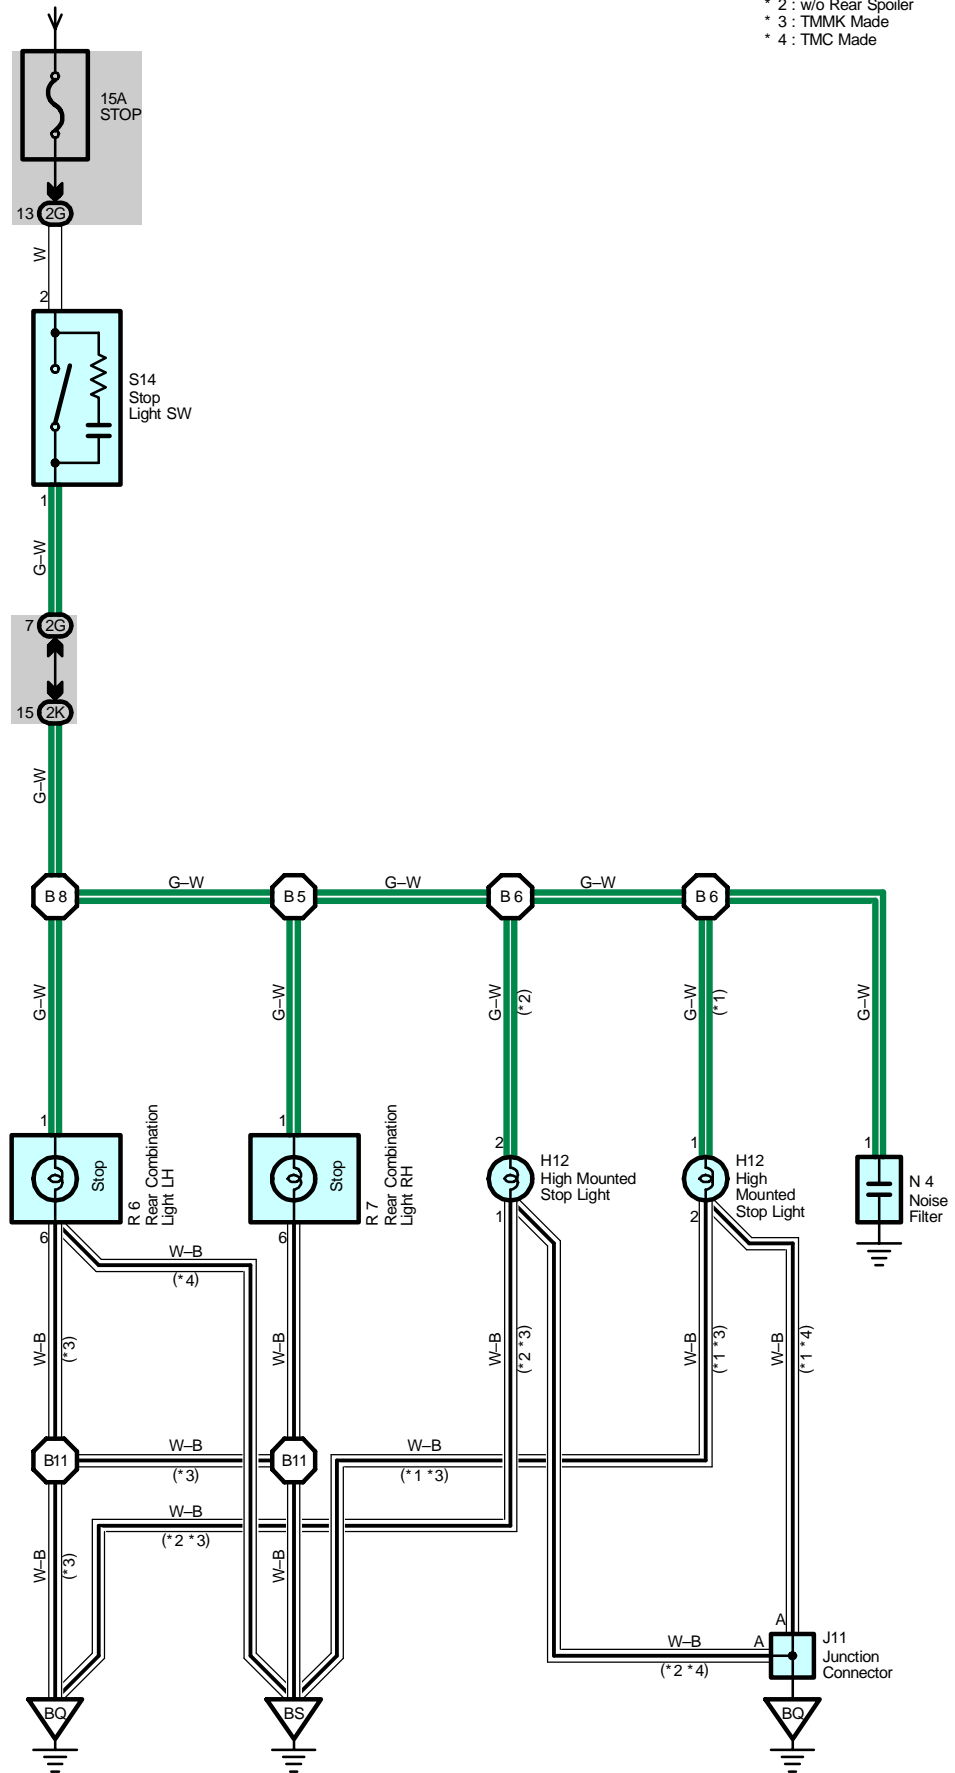 * 2 : w/o Rear Spoiler
* 3 : TMMK Made
* 4 : TMC Made
15A
STOP
13 2G
W
2
S14
Stop
Light SW
1
G–W
7 2G
15 2K
G–W
B 8
G–W
B 5
G–W
B 6
G–W
B 6
G–W
G–W
G–W
(*2)
G–W
(*1)
G–W
1
Stop
R 6
Rear Combination
Light LH
6
1
Stop
R 7
Rear Combination
Light RH
6
2
H12
High Mounted
Stop Light
1
1
H12
High
Mounted
Stop Light
2
1
N 4
Noise
Filter
W–B
(*4)
W–B
(*3)
W–B
W–B
(*2 *3)
W–B
(*1 *3)
W–B
(*1 *4)
B11
W–B
(*3)
B11
W–B
(*1 *3)
W–B
(*2 *3)
W–B
(*3)
W–B
W–B
(*2 *4)
A
A
J11
Junction
Connector
BQ
BS
BQ